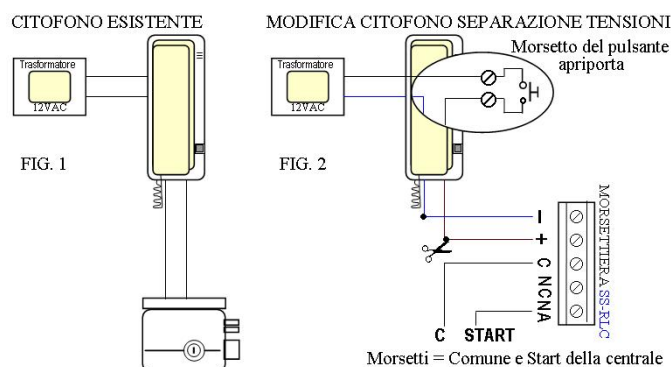 CITOFONO ESISTENTE
MODIFICA CITOFONO SEPARAZIONE TENSIONI
Trasformatore
12VAC
FIG. 1
Trasformatore
12VAC
FIG. 2
Morsetto del pulsante
apriporta
-
+
C
NC
NA
MORSETTIERA SS-RLC
C START
Morsetti = Comune e Start della centrale